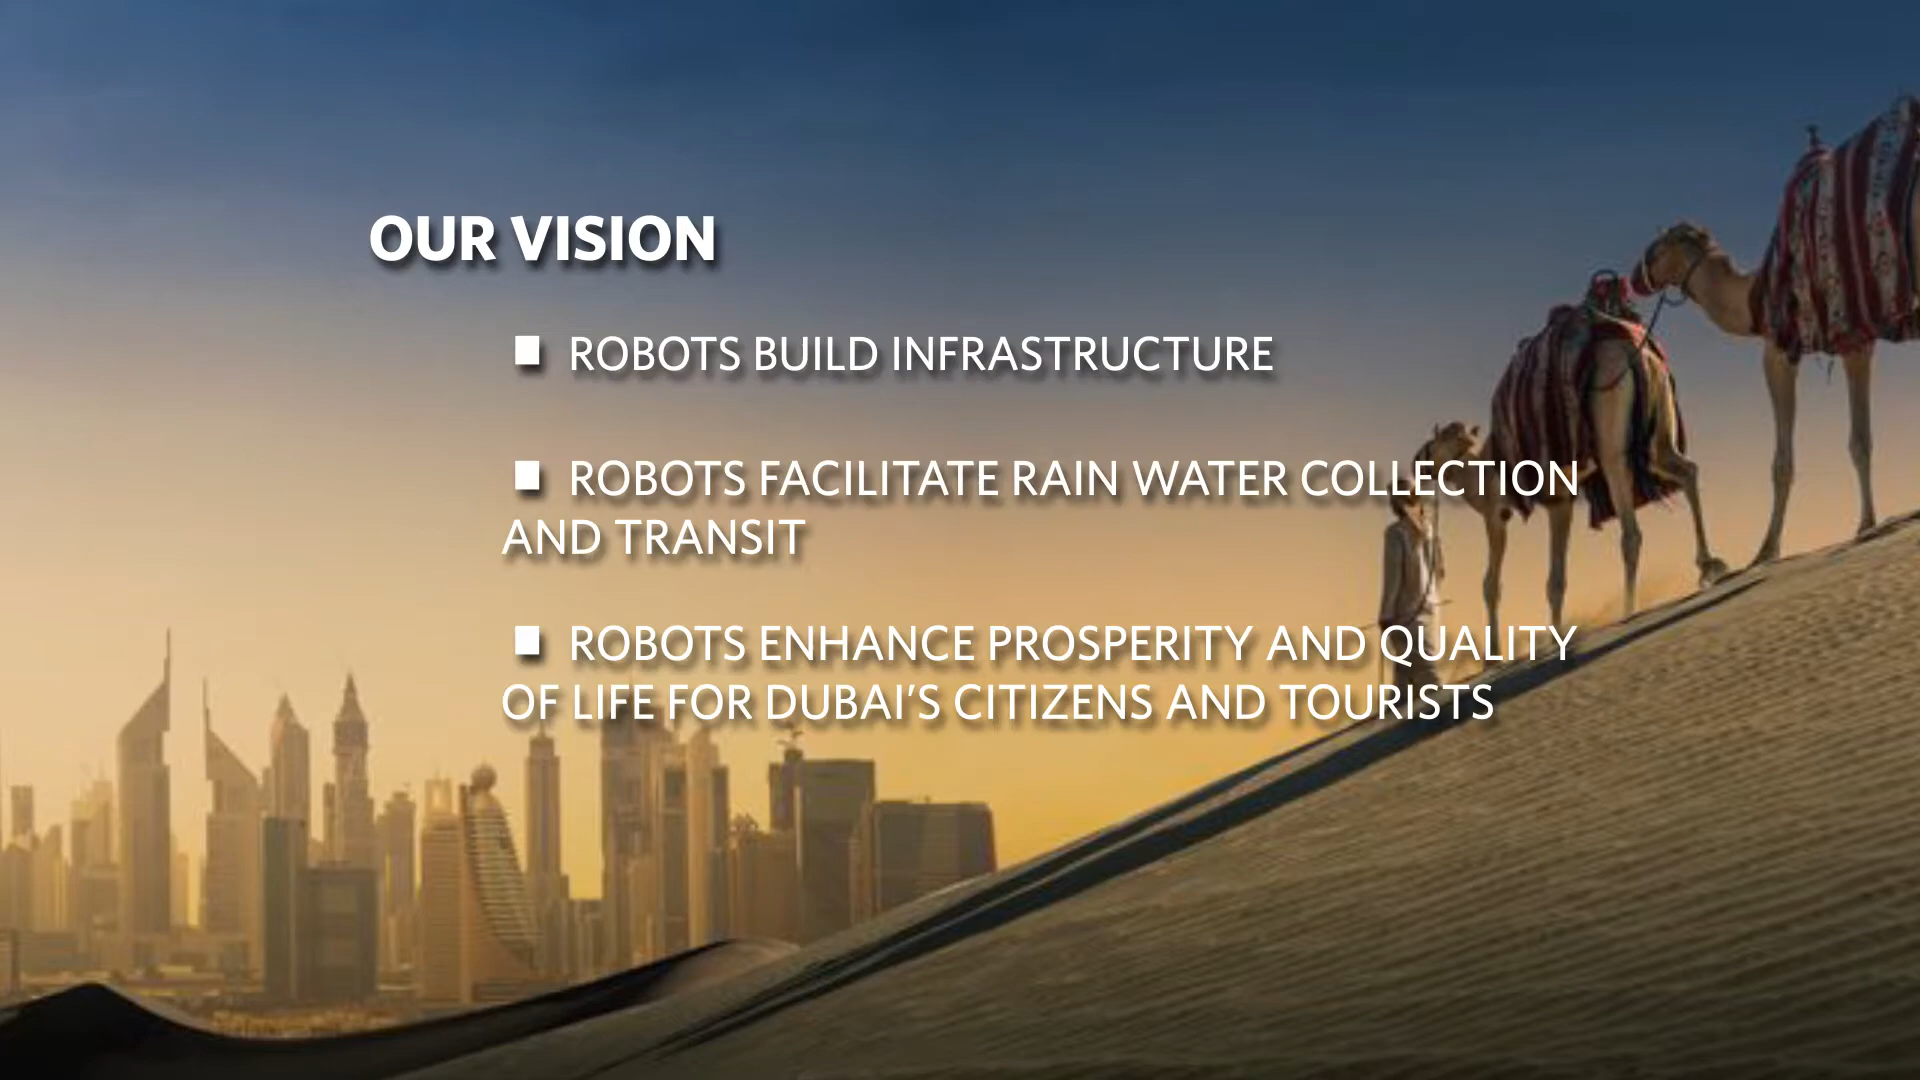 OUR VISION
■ ROBOTS BUILD INFRASTRUCTURE
■ ROBOTS FACILITATE RAIN WATER COLLECTION
AND TRANSIT
■ ROBOTS ENHANCE PROSPERITY AND QUALITY
OF LIFE FOR DUBAI’S CITIZENS AND TOURISTS